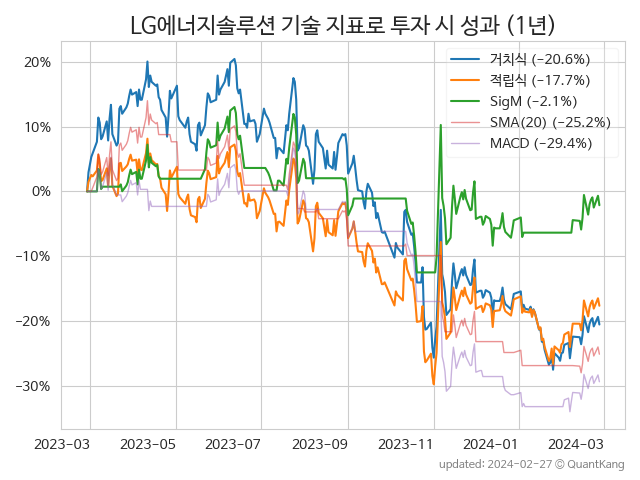 LG에너지솔루션 기술 지표로 투자 시 성과 (1년)
거치식 (−20.6%)
적립식 (−17.7%)
SigM (−2.1%)
SMA(20) (−25.2%)
MACD (−29.4%)
20%
10%
0%
−10%
−20%
−30%
2023-03 2023-05 2023-07 2023-09 2023-11 2024-01 2024-03
updated: 2024-02-27 © QuantKang